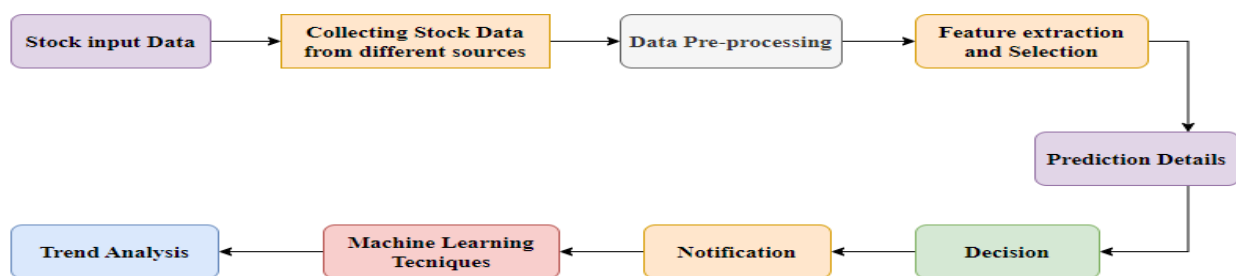 Stock input Data
Collecting Stock Data
from different sources
Data Pre-processing
Feature extraction
and Selection
Prediction Details
Decision
Notification
Machine Learning
Tecniques
Trend Analysis